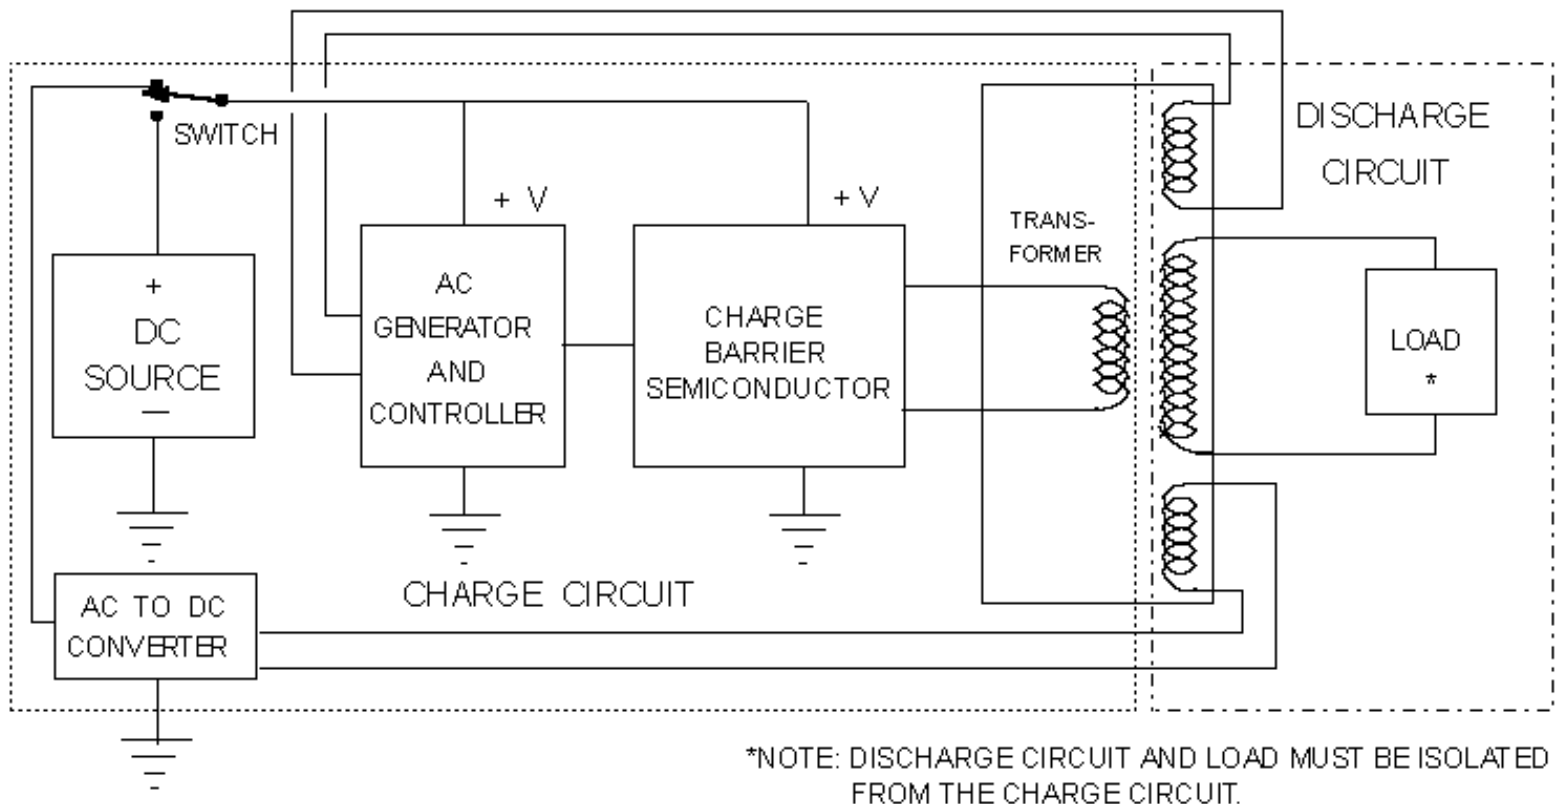 DISCHARGE
CIRCUIT
SWITCH
+ V
+ V
TRANS-
FORMER
+
DC
SOURCE
—
AC
GENERATOR
AND
CONTROLLER
CHARGE
BARRIER
SEMICONDUCTOR
LOAD
*
CHARGE CIRCUIT
AC TO DC
CONVERTER
*NOTE: DISCHARGE CIRCUIT AND LOAD MUST BE ISOLATED
FROM THE CHARGE CIRCUIT.